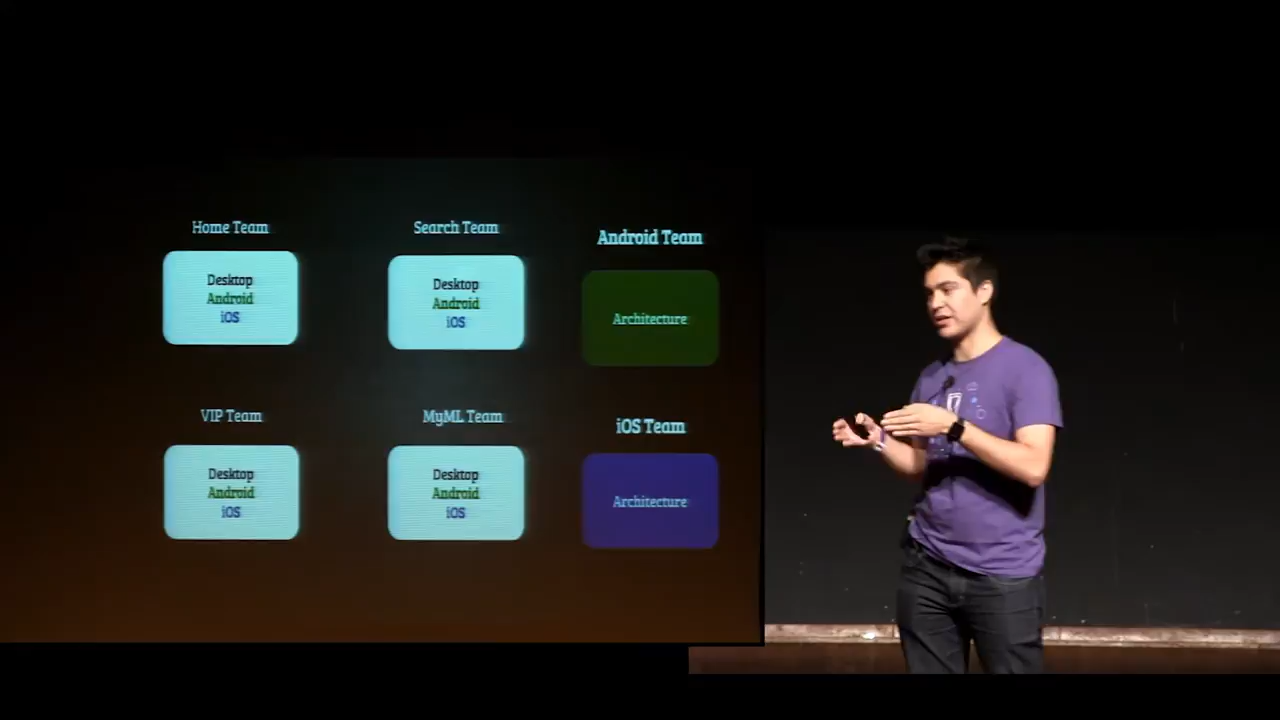 Home Team
Desktop
Android
iOS
Search Team
Desktop
Android
iOS
Android Team
Architecture
VIP Team
Desktop
Android
iOS
MyML Team
Desktop
Android
iOS
iOS Team
Architecture